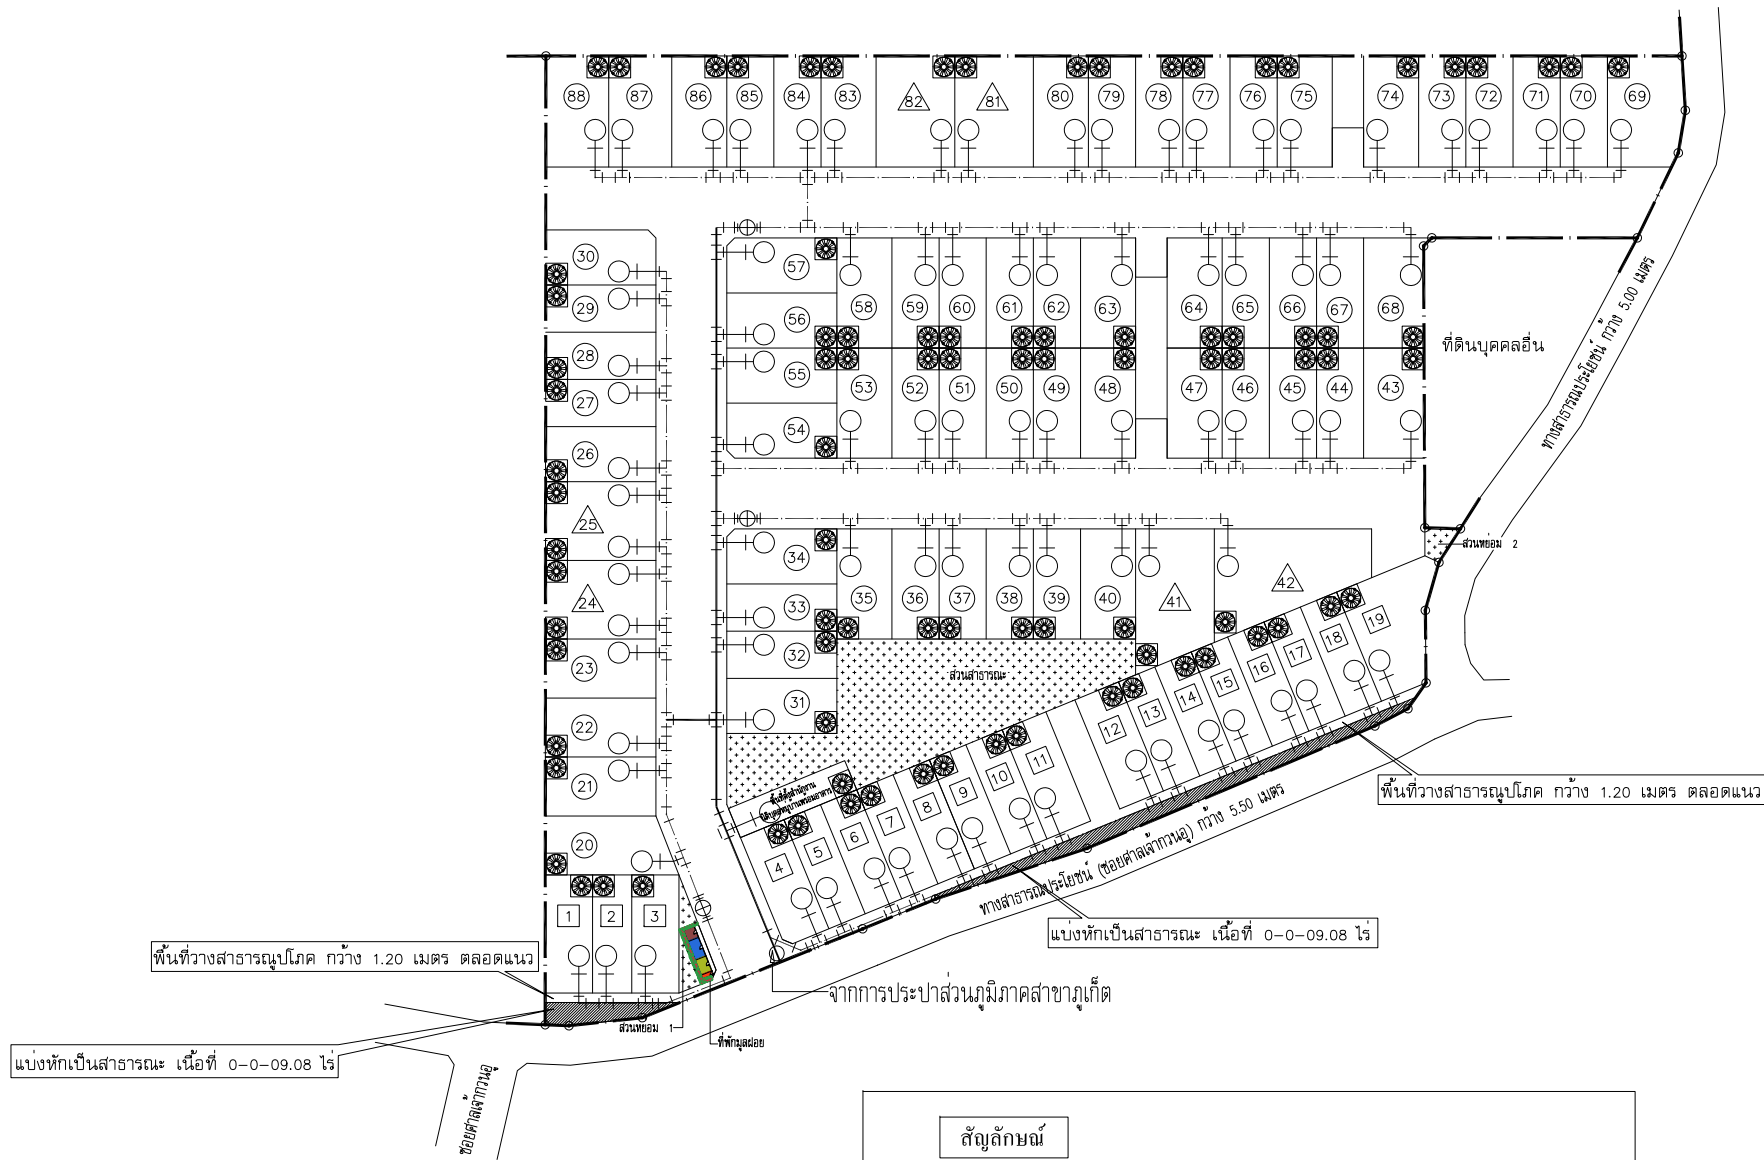 88 87 86 85 84 83 82 81 80 79 78 77 76 75 74 73 72 71 70 69
30
29
28
27
26
25
24
23
22
21
20
1 2 3
57
56
55
54
58 59 60 61 62 63 64 65 66 67 68
53 52 51 50 49 48 47 46 45 44 43
ที่ดินบุคคลอื่น
ทางสาธารณประโยชน์ กว้าง 5.00 เมตร
สวนหย่อม 2
34
33
32
31
35 36 37 38 39 40 41 42
สวนสาธารณะ
4 5 6 7 8 9 10 11 12 13 14 15 16 17 18 19
พื้นที่วางสาธารณูปโภค กว้าง 1.20 เมตร ตลอดแนว
ทางสาธารณประโยชน์ (ซอยศาลเจ้ากวนอู) กว้าง 5.50 เมตร
แบ่งหักเป็นสาธารณะ เนื้อที่ 0-0-09.08 ไร่
พื้นที่วางสาธารณูปโภค กว้าง 1.20 เมตร ตลอดแนว
จากการประปาส่วนภูมิภาคสาขาภูเก็ต
สวนหย่อม 1
ที่พักมูลฝอย
แบ่งหักเป็นสาธารณะ เนื้อที่ 0-0-09.08 ไร่
ซอยศาลเจ้ากวนอู
สัญลักษณ์